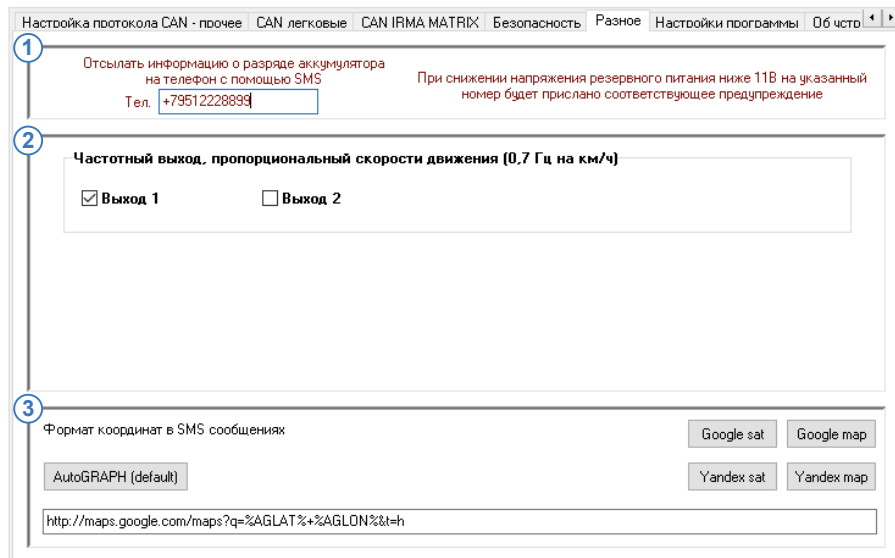 Настройка протокола CAN - прочее CAN легковые CAN IRMA MATRIX Безопасность Разное Настройки программы Об устр
1
Отсылать информацию о разряде аккумулятора
на телефон с помощью SMS
Тел. +79512228899
При снижении напряжения резервного питания ниже 11В на указанный
номер будет прислано соответствующее предупреждение
2
Частотный выход, пропорциональный скорости движения (0,7 Гц на км/ч)
Выход 1 Выход 2
3
Формат координат в SMS сообщениях
Google sat Google map
AutoGRAPH (default) Yandex sat Yandex map
http://maps.google.com/maps?q=%AGLAT%+%AGLON%&t=h